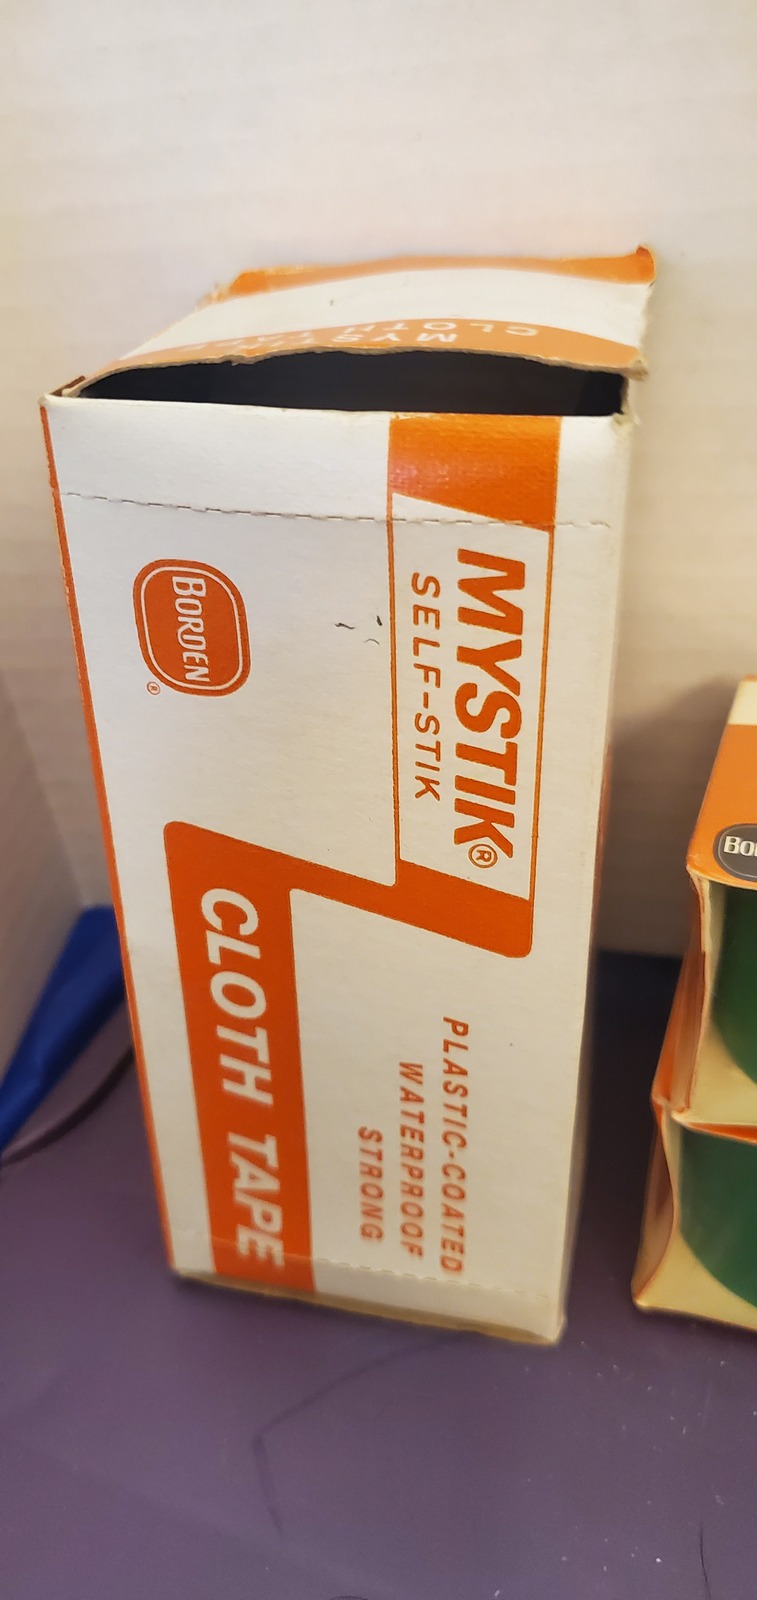 MYSTIK TAPE
CLOTH
MYSTIK®
SELF-STIK
BORDEN
®
CLOTH TAPE
PLASTIC-COATED
WATERPROOF
STRONG